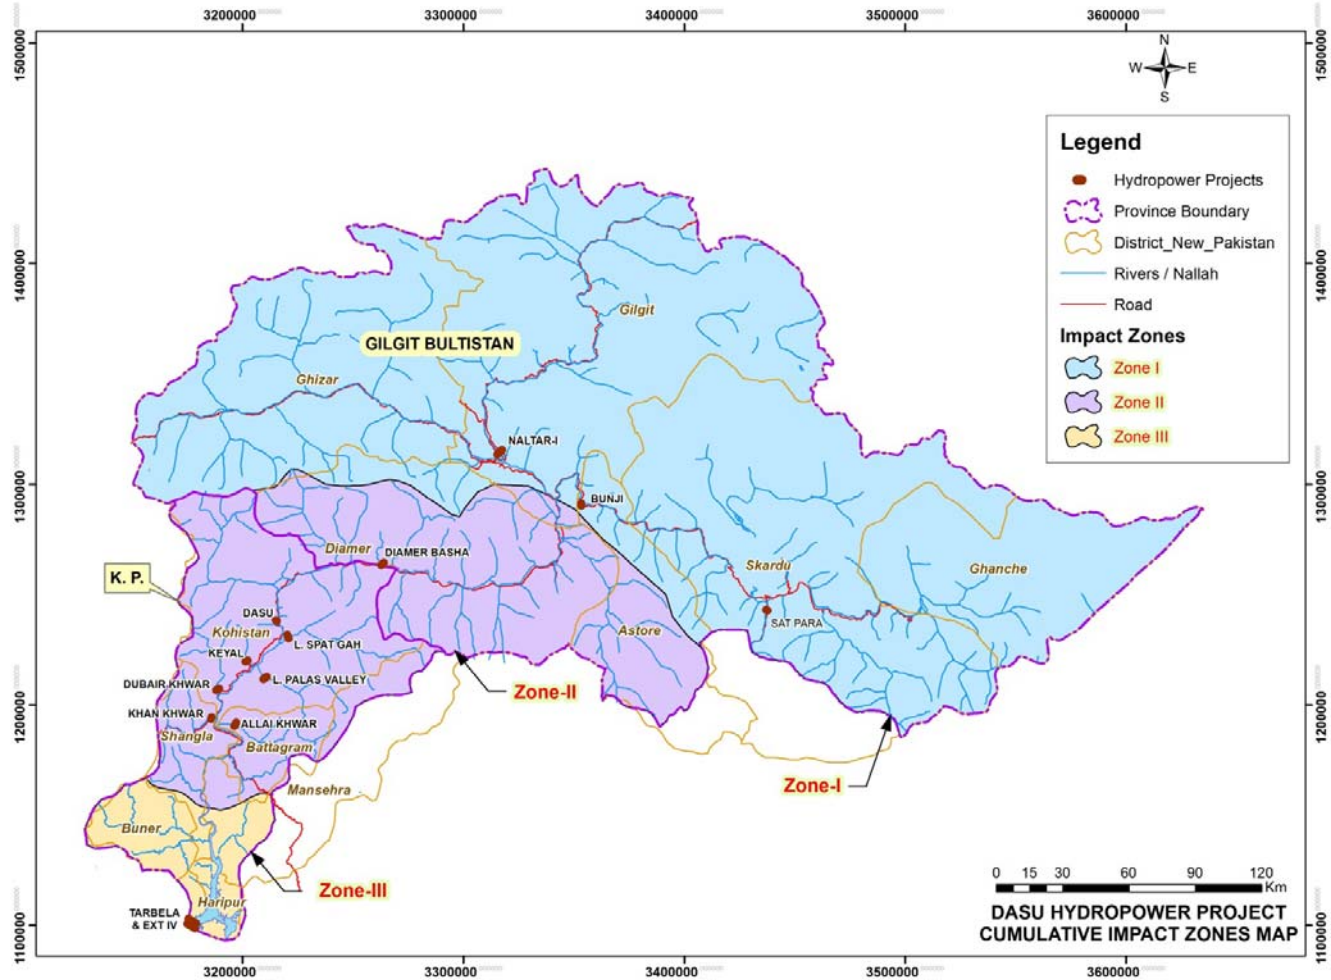 3200000 3300000 3400000 3500000 3600000
1500000 1500000
N
W E
S
Legend
Hydropower Projects
Province Boundary
District_New_Pakistan
Rivers / Nallah
Road
Impact Zones
Zone I
Zone II
Zone III
1400000 1400000
Gilgit
GILGIT BULTISTAN
Ghizar
NALTAR-I
1300000 1300000
BUNJI
Diamer
DIAMER BASHA
Skardu
Ghanche
K. P.
DASU
SAT PARA
Kohistan
Astore
L. SPAT GAH
KEYAL
L. PALAS VALLEY
DUBAIR KHWAR
Zone-II
1200000 1200000
KHAN KHWAR
ALLAI KHWAR
Shangla
Battagram
Zone-I
Mansehra
Buner
Zone-III
0 15 30 60 90 120
Km
Haripur
TARBELA
& EXT IV
DASU HYDROPOWER PROJECT
CUMULATIVE IMPACT ZONES MAP
1100000 1100000
3200000 3300000 3400000 3500000 3600000